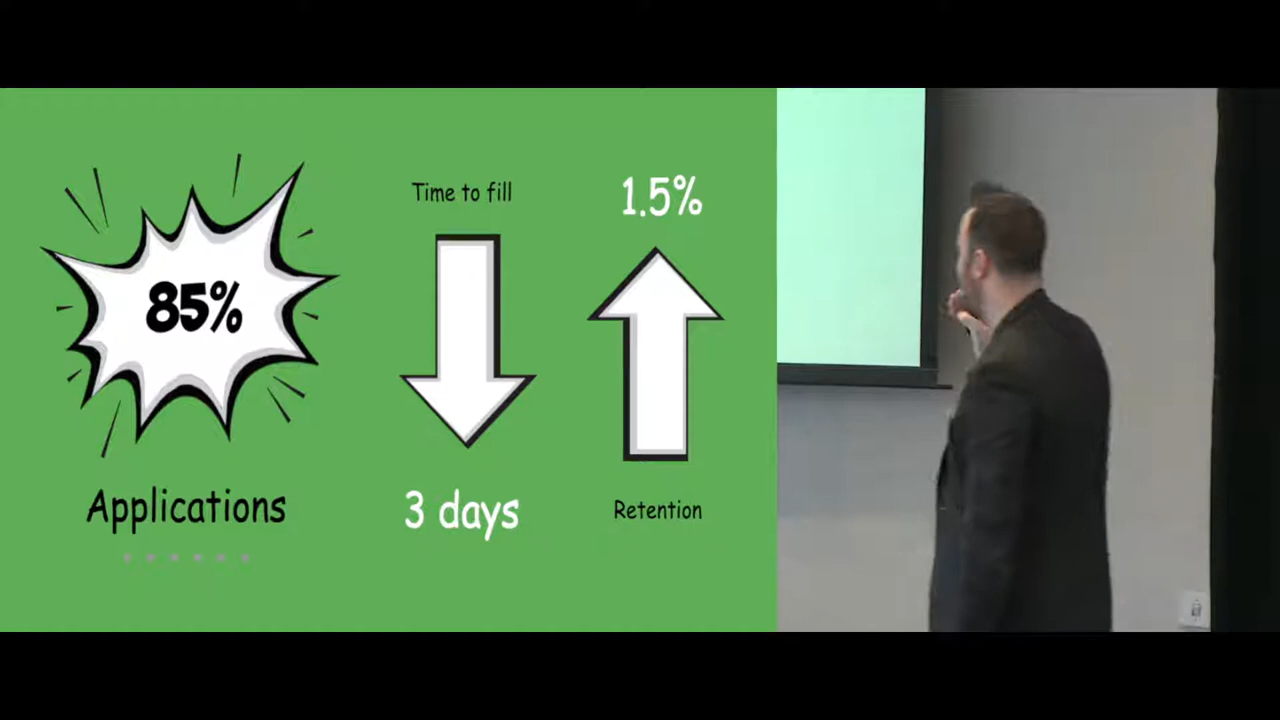 85%
Applications
Time to fill
3 days
1.5%
Retention